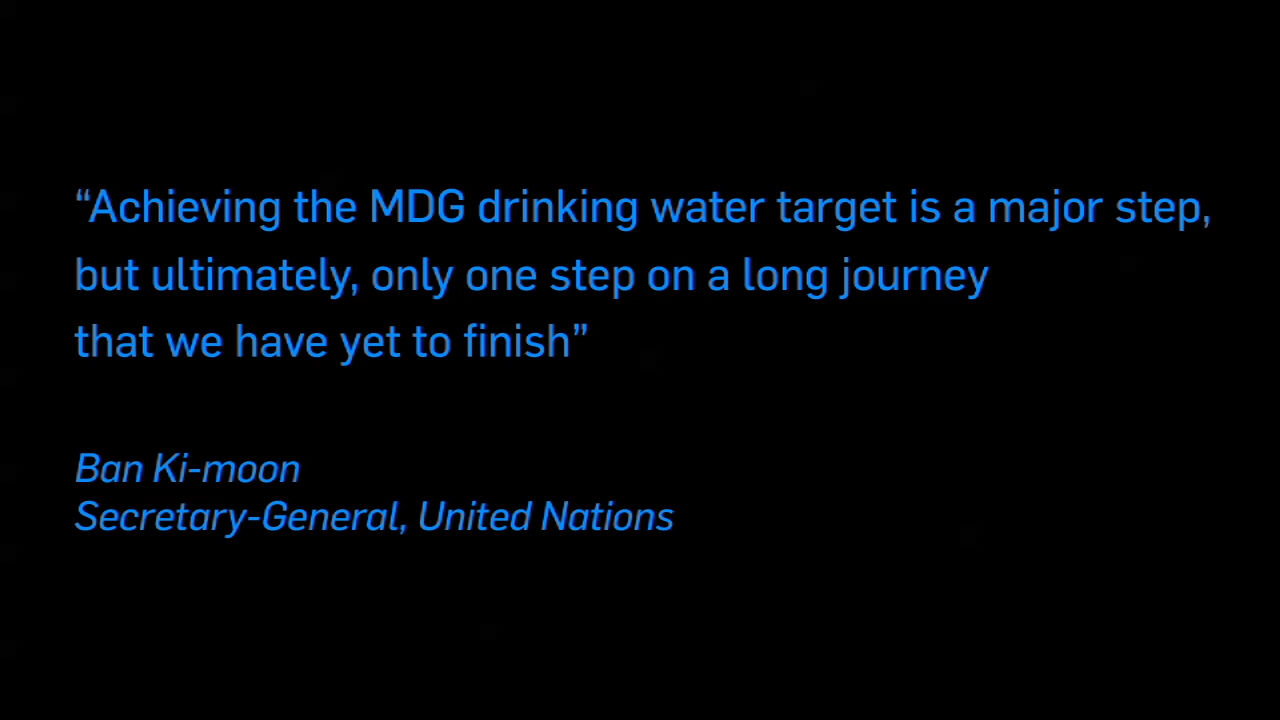 “Achieving the MDG drinking water target is a major step,
but ultimately, only one step on a long journey
that we have yet to finish”
Ban Ki-moon
Secretary-General, United Nations